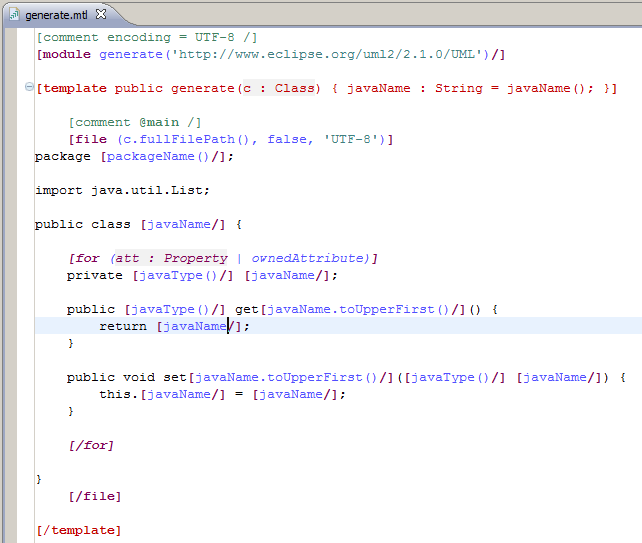 generate.mtl
[comment encoding = UTF-8 /]
[module generate('http://www.eclipse.org/uml2/2.1.0/UML')/]
[template public generate(c : Class) { javaName : String = javaName(); }]
[comment @main /]
[file (c.fullFilePath(), false, 'UTF-8')]
package [packageName()/];
import java.util.List;
public class [javaName/] {
[for (att : Property | ownedAttribute)]
private [javaType()/] [javaName/];
public [javaType()/] get[javaName.toUpperFirst()/]() {
return [javaName/];
}
public void set[javaName.toUpperFirst()/]([javaType()/] [javaName/]) {
this.[javaName/] = [javaName/];
}
[/for]
}
[/file]
[/template]